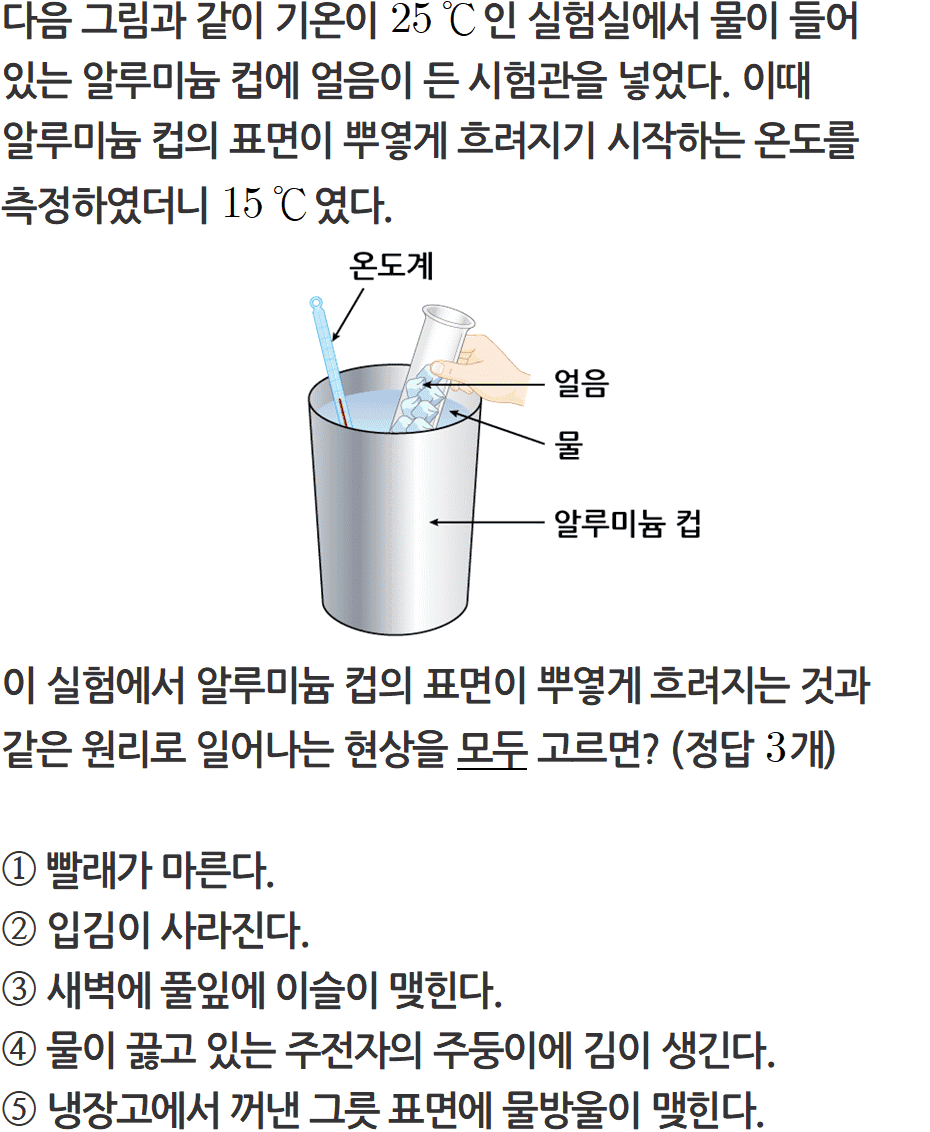 다음 그림과 같이 기온이 25 ℃인 실험실에서 물이 들어
있는 알루미늄 컵에 얼음이 든 시험관을 넣었다. 이때
알루미늄 컵의 표면이 뿌옇게 흐려지기 시작하는 온도를
측정하였더니 15 ℃였다.
온도계
얼음
물
알루미늄 컵
이 실험에서 알루미늄 컵의 표면이 뿌옇게 흐려지는 것과
같은 원리로 일어나는 현상을 모두 고르면? (정답 3개)
① 빨래가 마른다.
② 입김이 사라진다.
③ 새벽에 풀잎에 이슬이 맺힌다.
④ 물이 끓고 있는 주전자의 주둥이에 김이 생긴다.
⑤ 냉장고에서 꺼낸 그릇 표면에 물방울이 맺힌다.